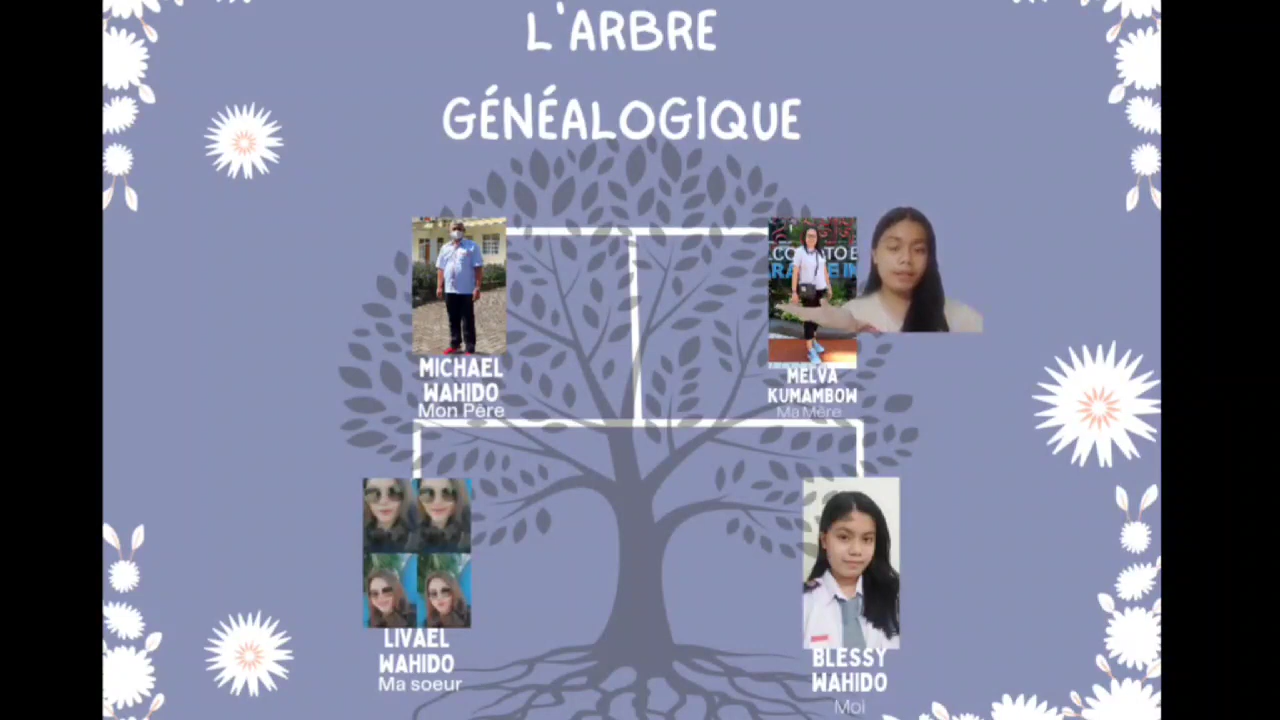 L'ARBRE
GÉNÉALOGIQUE
MICHAEL
WAHIDO
Mon Père
MELVA
KUMAMBOW
Ma Mère
LIVAEL
WAHIDO
Ma soeur
BLESSY
WAHIDO
Moi